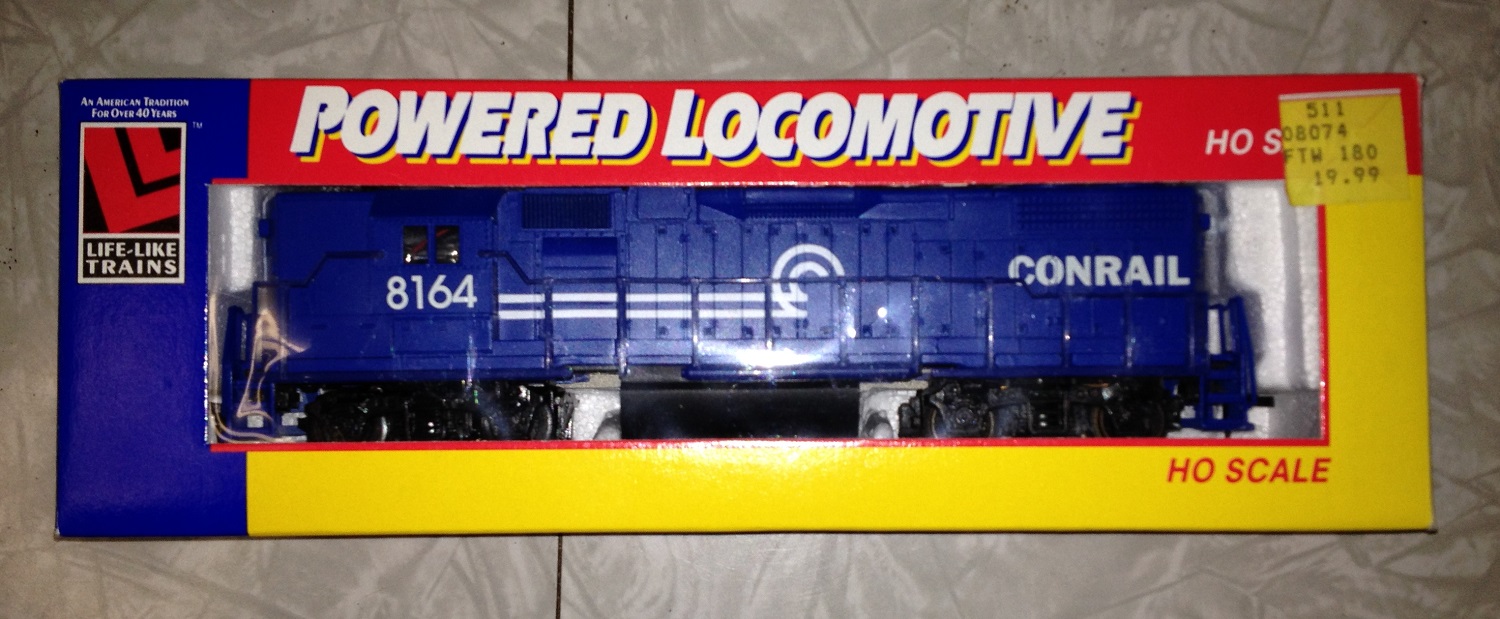 AN AMERICAN TRADITION
FOR OVER 40 YEARS
TM
LIFE-LIKE
TRAINS
POWERED LOCOMOTIVE
HO S
511
08074
FTW 180
19.99
8164
CONRAIL
HO SCALE